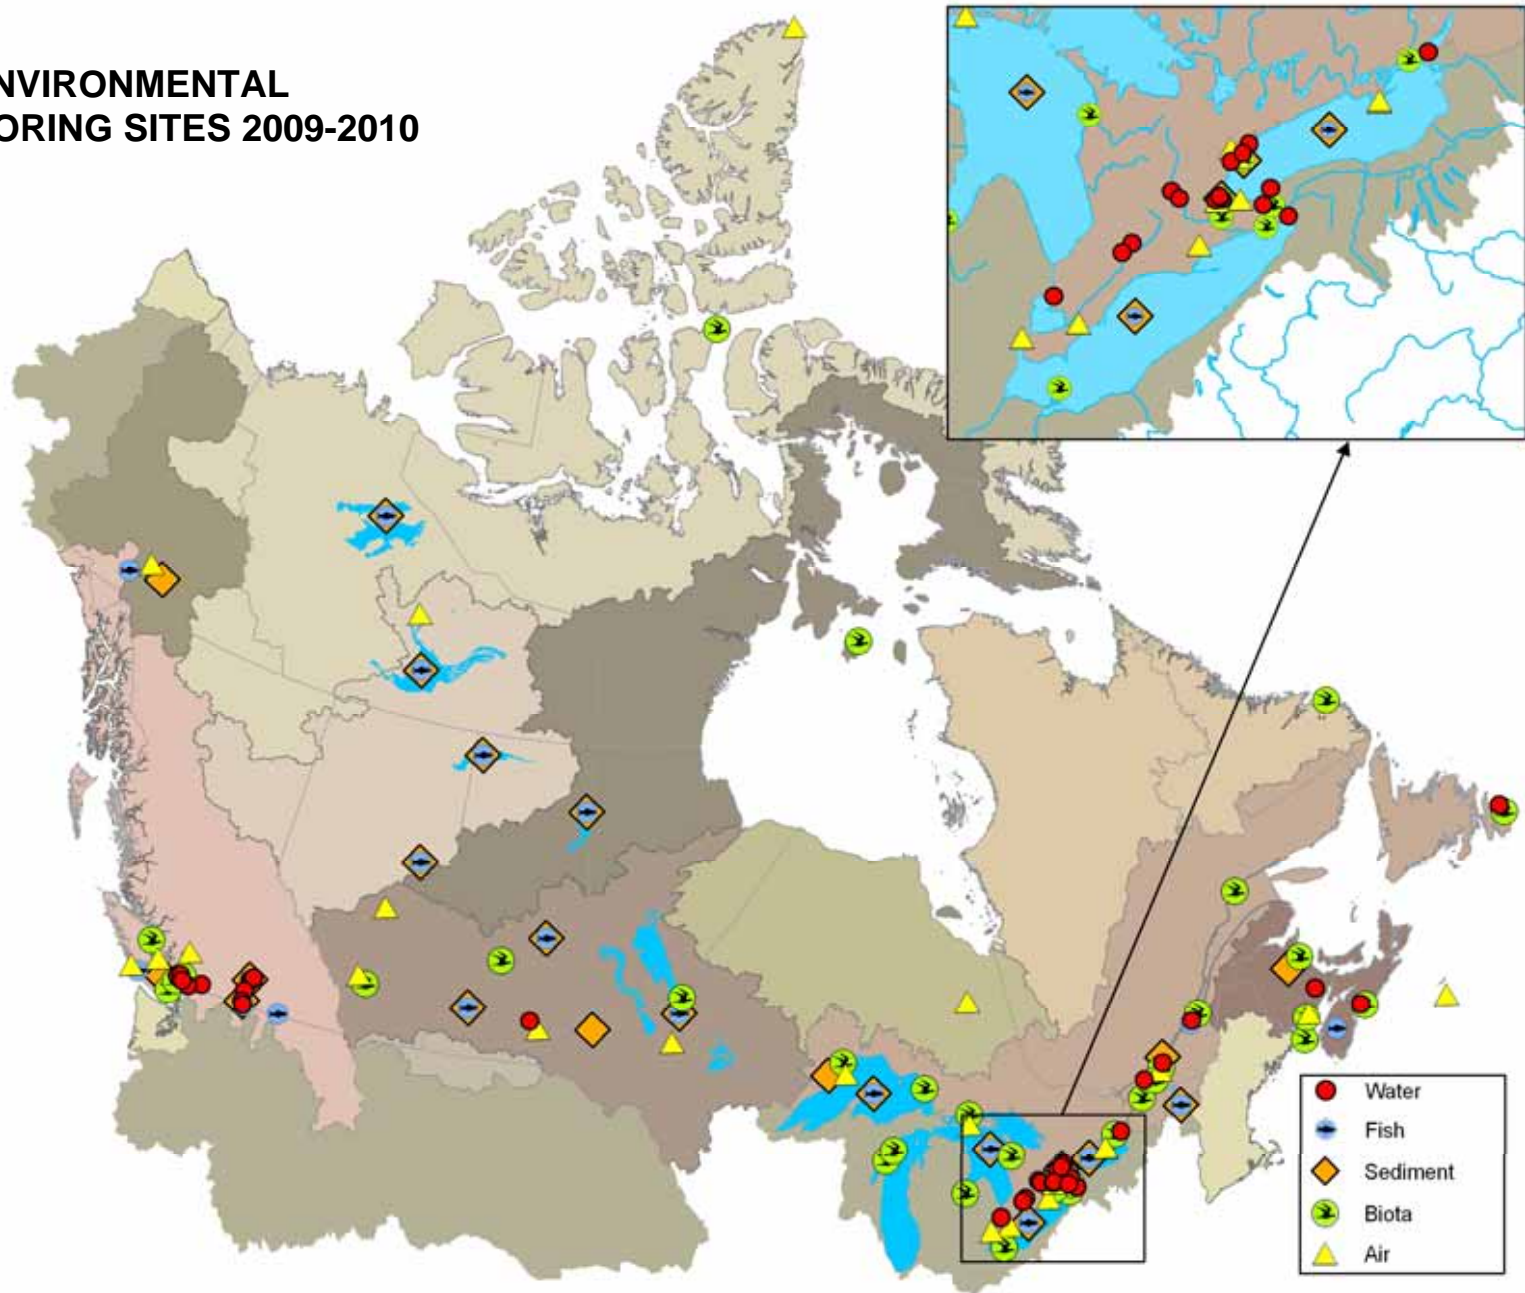 NVIRONMENTAL
ORING SITES 2009-2010
Water
Fish
Sediment
Biota
Air